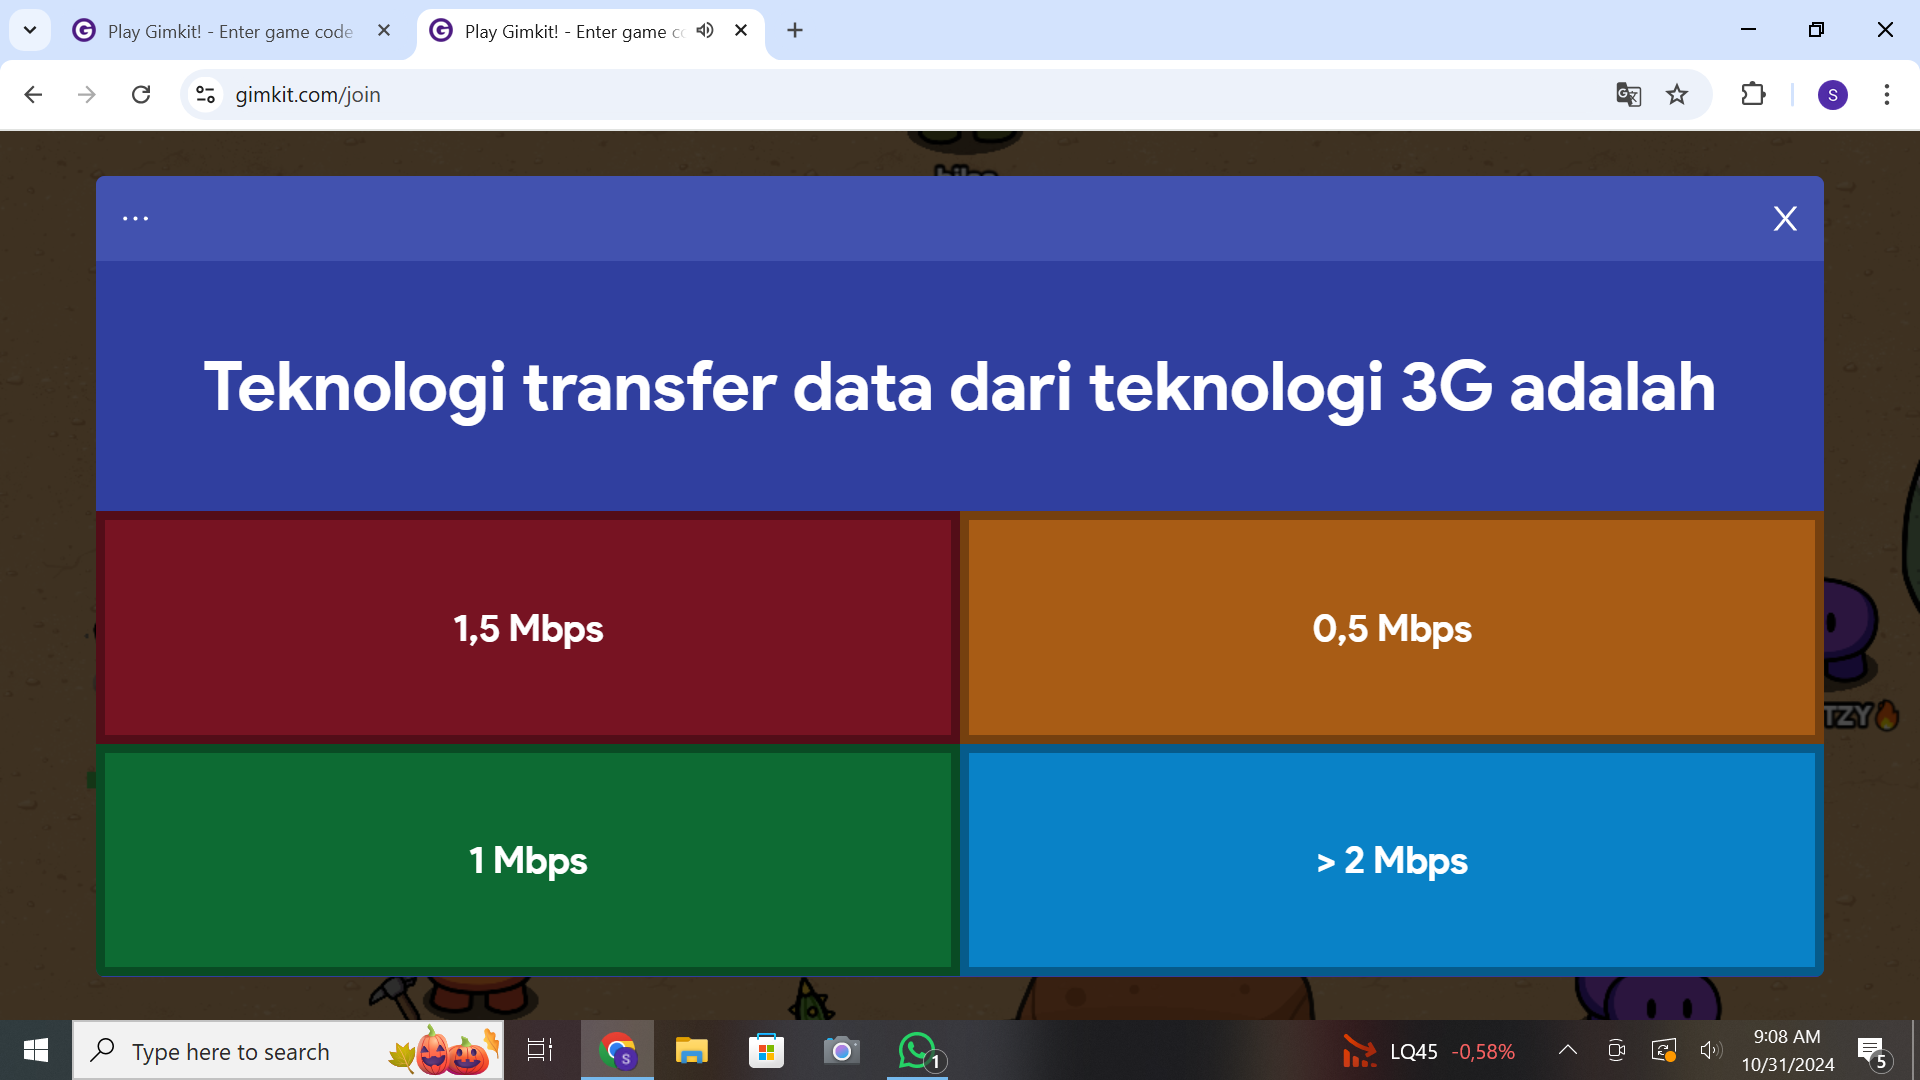 Play Gimkit! - Enter game code
Play Gimkit! - Enter game co
gimkit.com/join
S
...
X
Teknologi transfer data dari teknologi 3G adalah
1,5 Mbps
0,5 Mbps
1 Mbps
> 2 Mbps
TZY🔥
Type here to search
S
1
LQ45 -0,58%
9:08 AM
10/31/2024
5